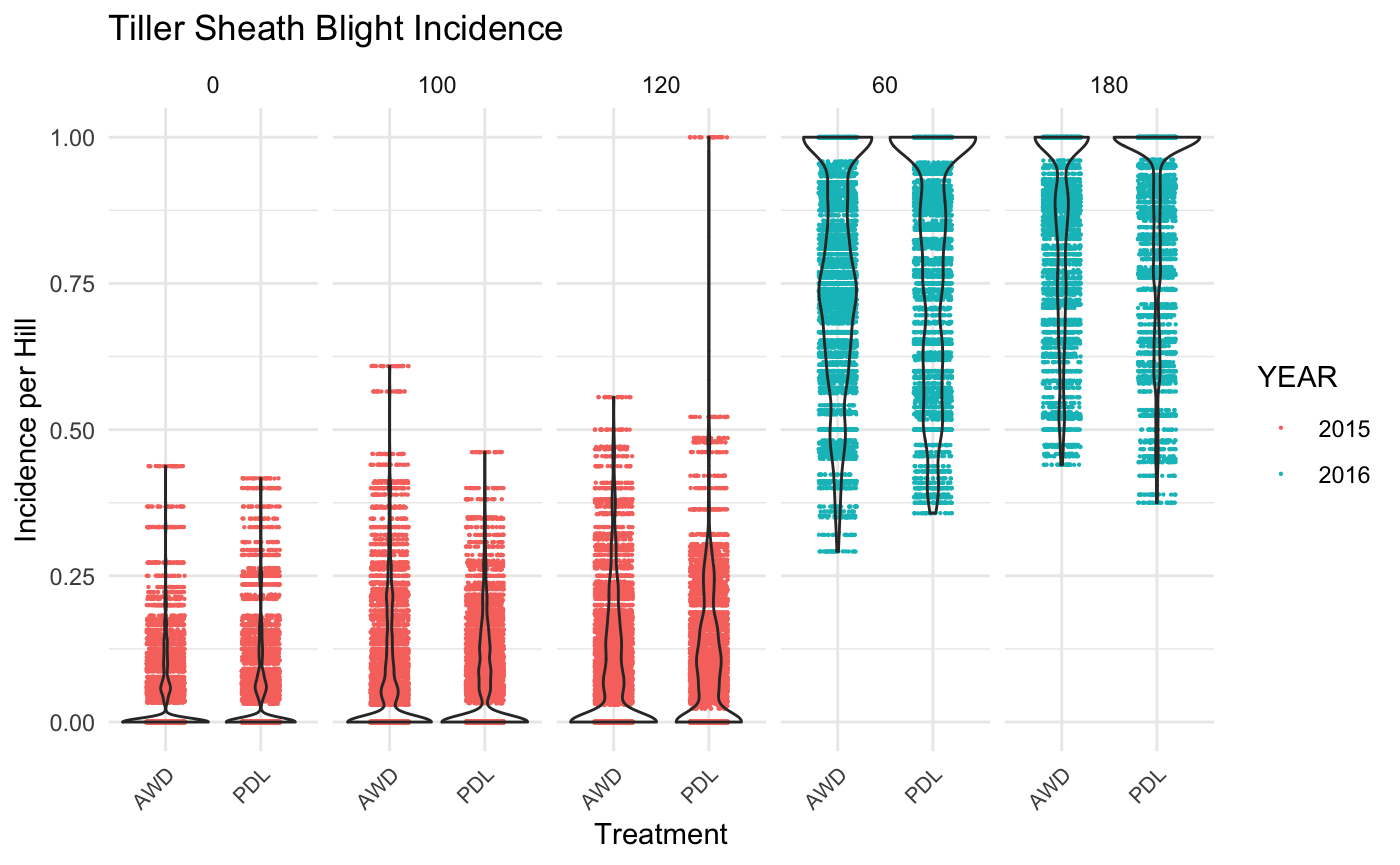 Tiller Sheath Blight Incidence
0 100 120 60 180
1.00
0.75
0.50
0.25
0.00
Incidence per Hill
AWD PDL AWD PDL AWD PDL AWD PDL AWD PDL
Treatment
YEAR
2015
2016